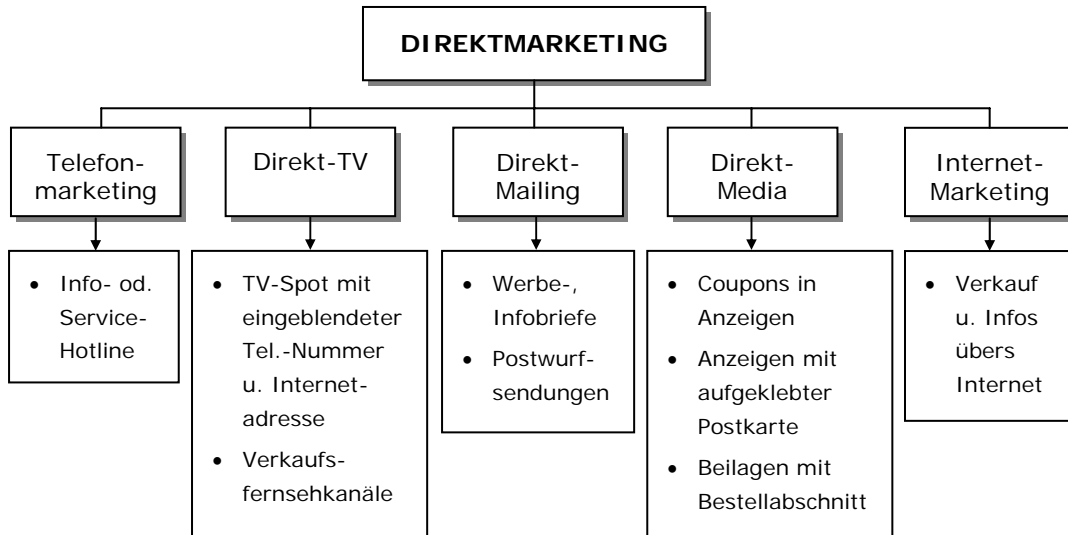 DIREKTMARKETING
Telefon-
marketing
Direkt-TV
Direkt-
Mailing
Direkt-
Media
Internet-
Marketing
• Info- od.
Service-
Hotline
• TV-Spot mit
eingeblendeter
Tel.-Nummer
u. Internet-
adresse
• Verkaufs-
fernsehkanäle
• Werbe-,
Infobriefe
• Postwurf-
sendungen
• Coupons in
Anzeigen
• Anzeigen mit
aufgeklebter
Postkarte
• Beilagen mit
Bestellabschnitt
• Verkauf
u. Infos
übers
Internet